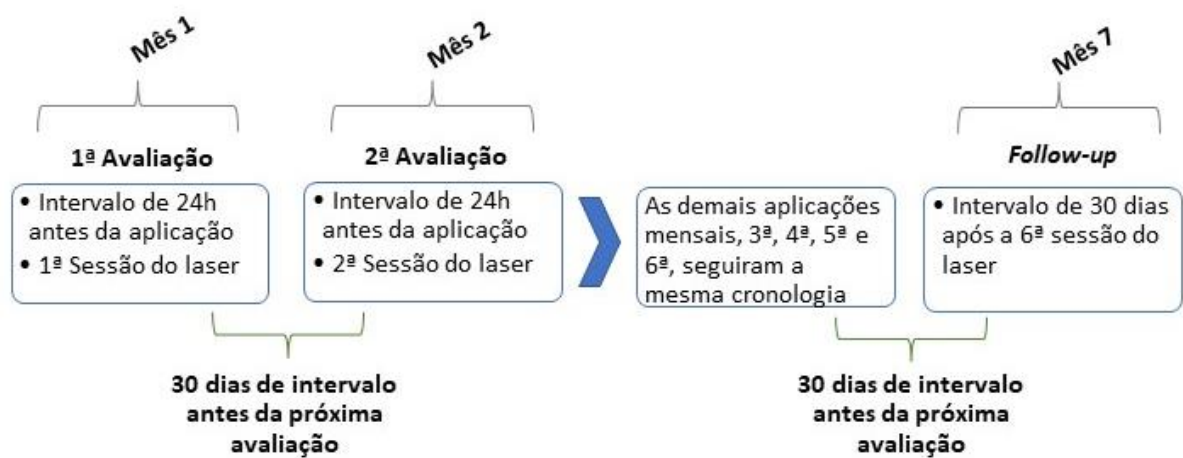 Mês 1
Mês 2
Mês 7
1ª Avaliação
• Intervalo de 24h
antes da aplicação
• 1ª Sessão do laser
2ª Avaliação
• Intervalo de 24h
antes da aplicação
• 2ª Sessão do laser
As demais aplicações
mensais, 3ª, 4ª, 5ª e
6ª, seguiram a
mesma cronologia
Follow-up
• Intervalo de 30 dias
após a 6ª sessão do
laser
30 dias de intervalo
antes da próxima
avaliação
30 dias de intervalo
antes da próxima
avaliação